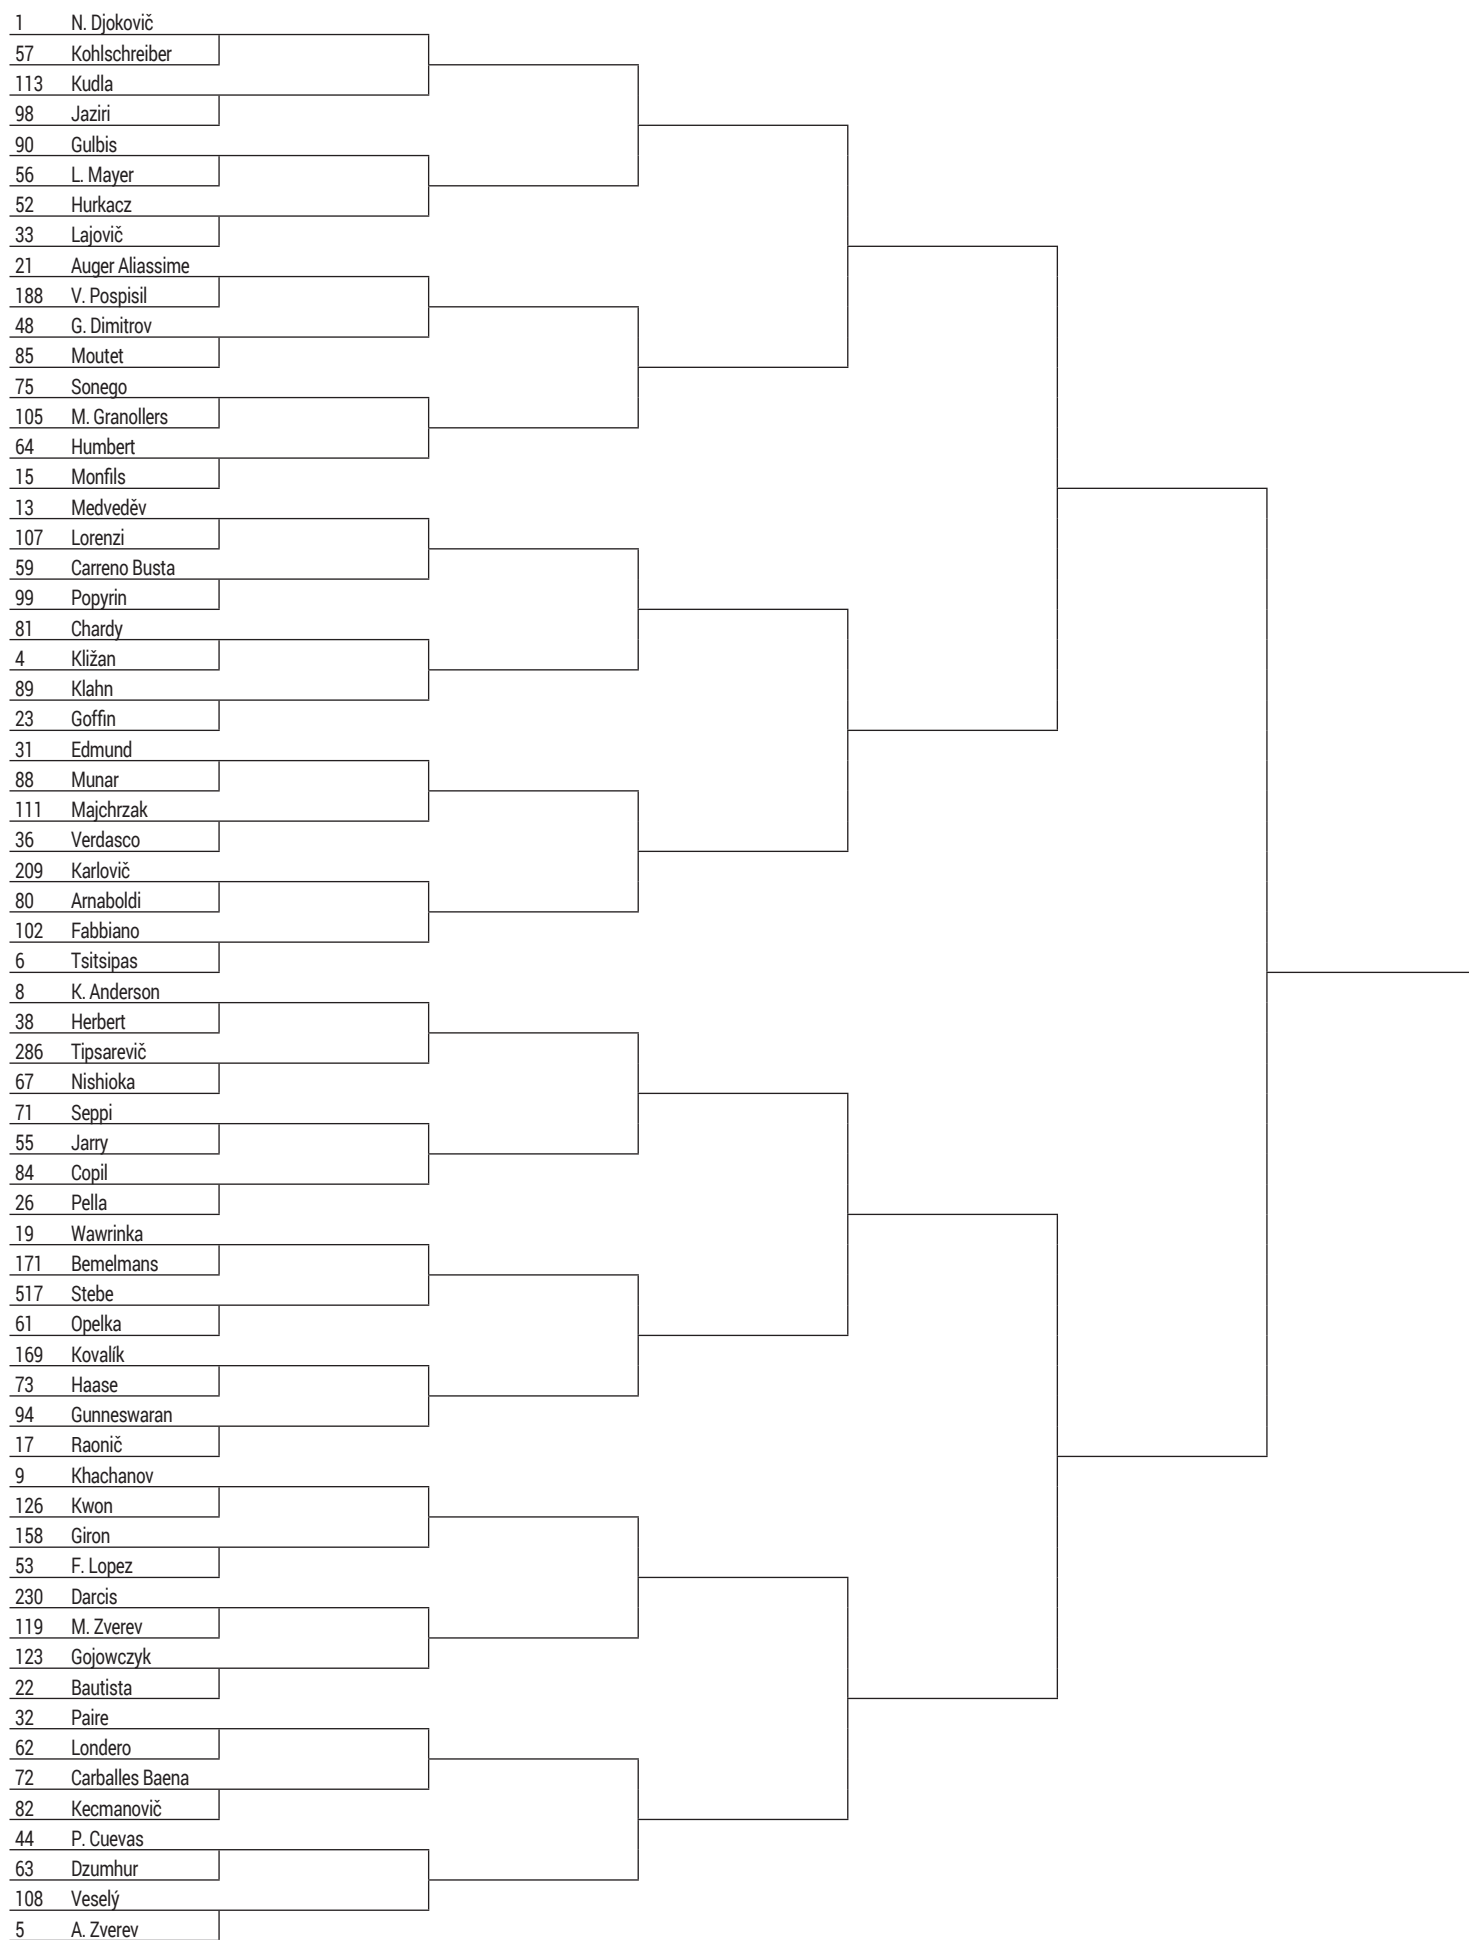 1 N. Djokovič
57 Kohlschreiber
113 Kudla
98 Jaziri
90 Gulbis
56 L. Mayer
52 Hurkacz
33 Lajovič
21 Auger Aliassime
188 V. Pospisil
48 G. Dimitrov
85 Moutet
75 Sonego
105 M. Granollers
64 Humbert
15 Monfils
13 Medveděv
107 Lorenzi
59 Carreno Busta
99 Popyrin
81 Chardy
4 Kližan
89 Klahn
23 Goffin
31 Edmund
88 Munar
111 Majchrzak
36 Verdasco
209 Karlovič
80 Arnaboldi
102 Fabbiano
6 Tsitsipas
8 K. Anderson
38 Herbert
286 Tipsarevič
67 Nishioka
71 Seppi
55 Jarry
84 Copil
26 Pella
19 Wawrinka
171 Bemelmans
517 Stebe
61 Opelka
169 Kovalík
73 Haase
94 Gunneswaran
17 Raonič
9 Khachanov
126 Kwon
158 Giron
53 F. Lopez
230 Darcis
119 M. Zverev
123 Gojowczyk
22 Bautista
32 Paire
62 Londero
72 Carballes Baena
82 Kecmanovič
44 P. Cuevas
63 Dzumhur
108 Veselý
5 A. Zverev